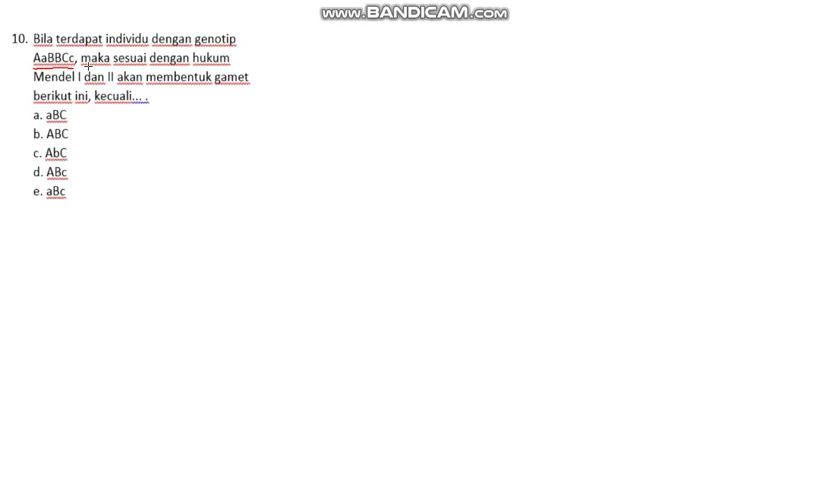 www.BANDICAM.com
10. Bila terdapat individu dengan genotip
AaBBCc, maka sesuai dengan hukum
Mendel I dan II akan membentuk gamet
berikut ini, kecuali... .
a. aBC
b. ABC
c. AbC
d. ABc
e. aBc